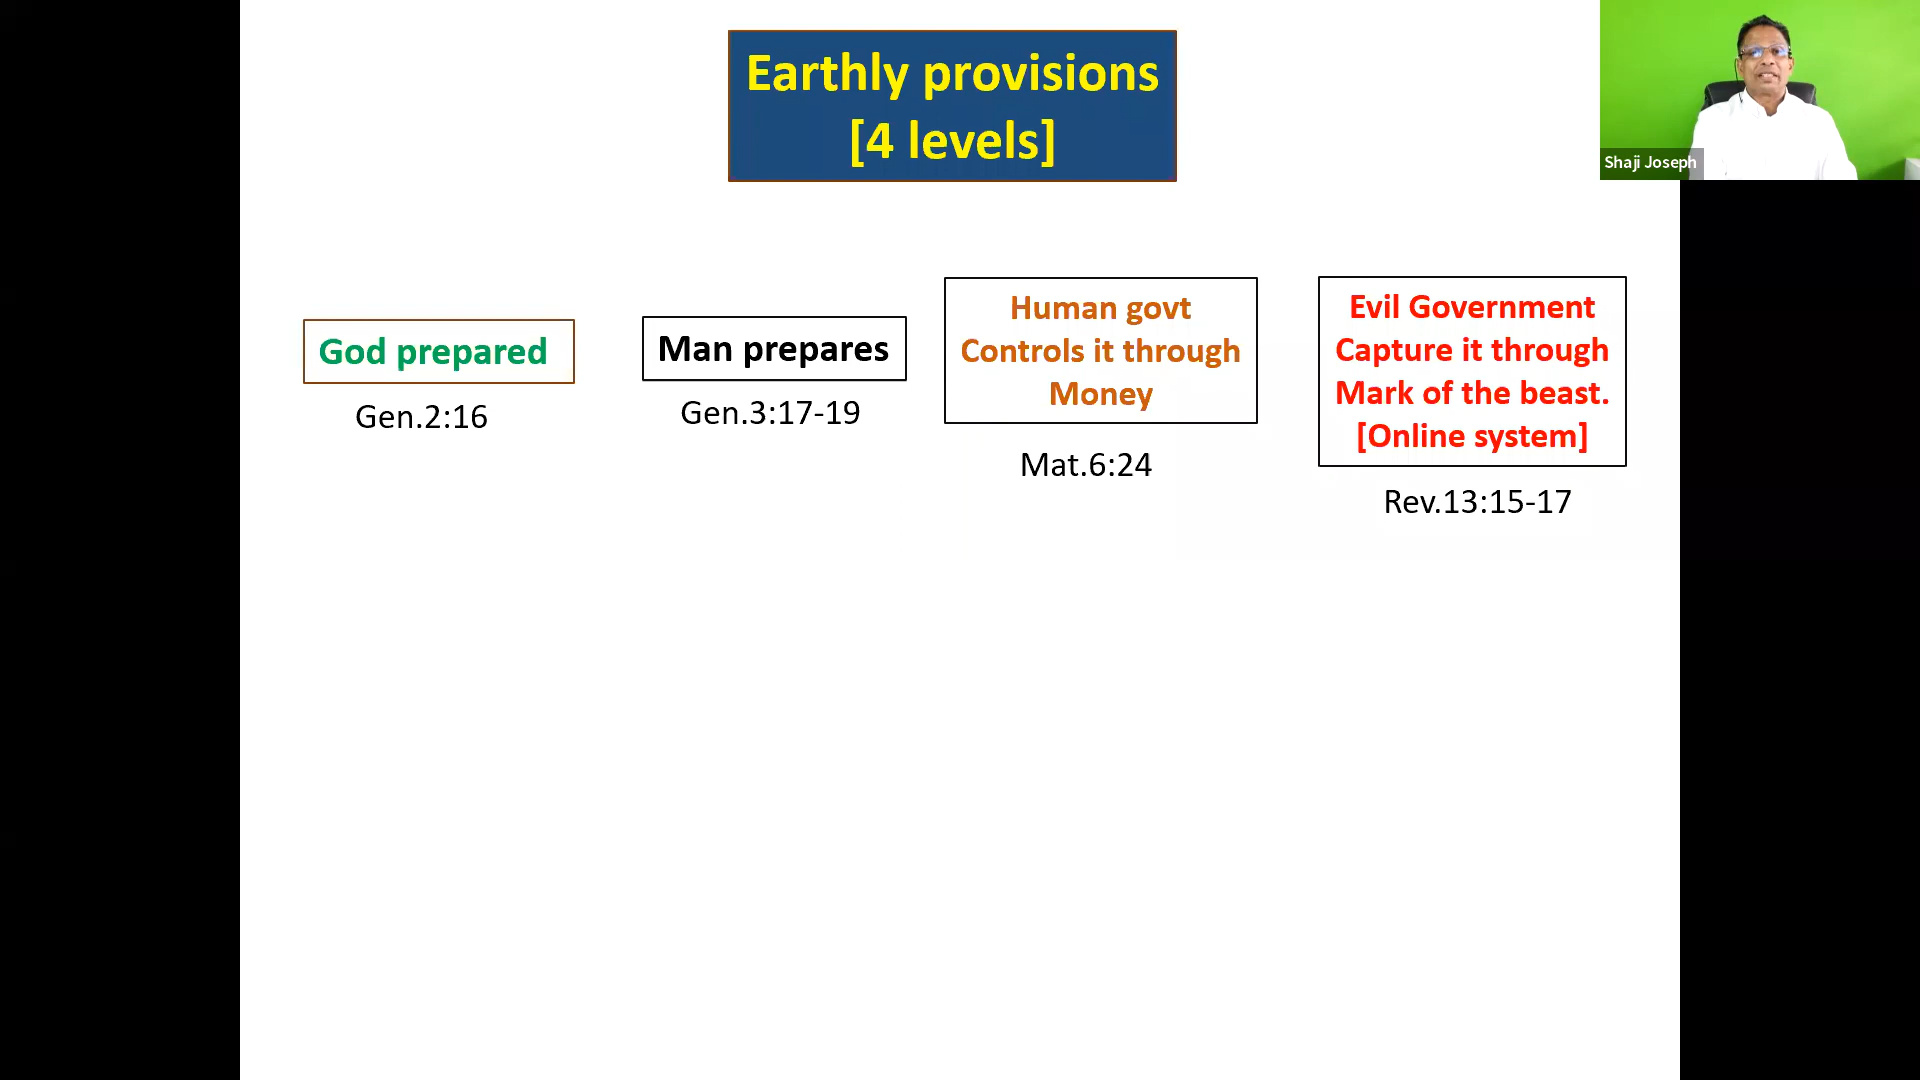 Earthly provisions
[4 levels]
Shaji Joseph
God prepared
Gen.2:16
Man prepares
Gen.3:17-19
Human govt
Controls it through
Money
Mat.6:24
Evil Government
Capture it through
Mark of the beast.
[Online system]
Rev.13:15-17